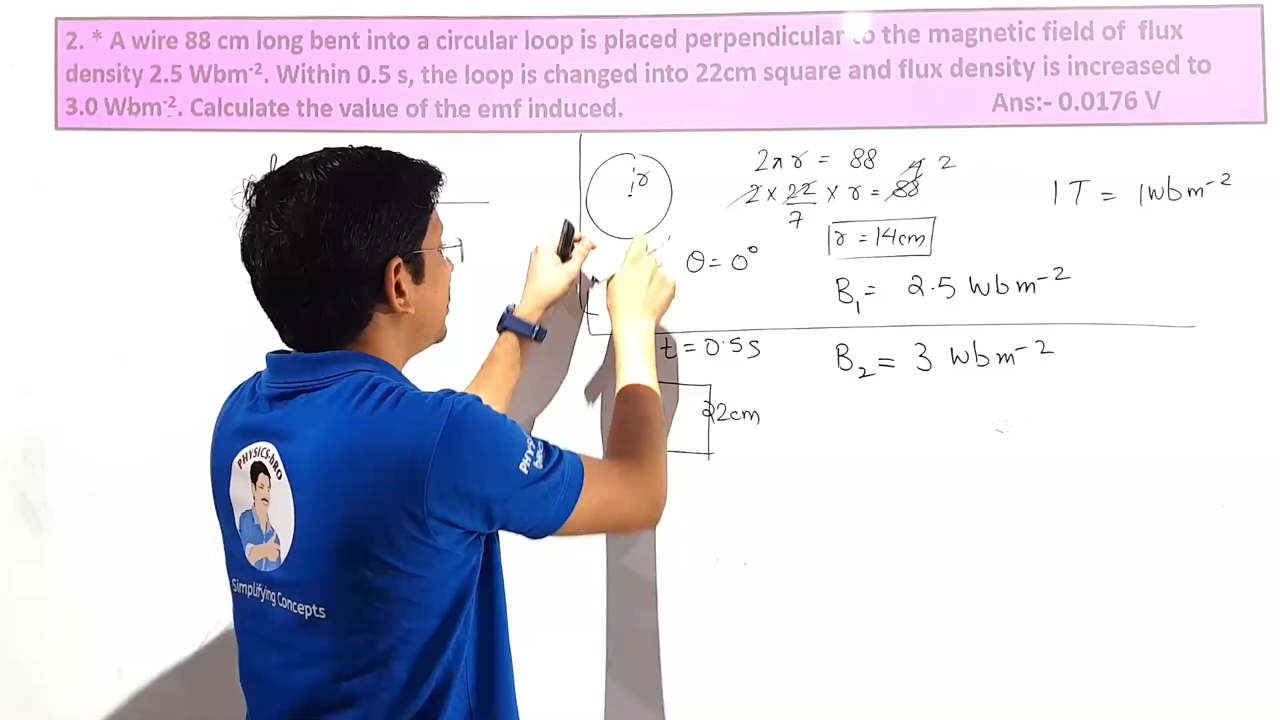 2. * A wire 88 cm long bent into a circular loop is placed perpendicular to the magnetic field of flux
density 2.5 Wbm⁻². Within 0.5 s, the loop is changed into 22cm square and flux density is increased to
3.0 Wbm⁻². Calculate the value of the emf induced. Ans:- 0.0176 V
r
2πr = 88
2 × 22/7 × r = 88 4 2
r = 14cm
1T = 1wbm⁻²
θ = 0°
B₁ = 2.5 wbm⁻²
t = 0.5s
B₂ = 3 wbm⁻²
22cm
PHYSICS-bRO
Simplifying Concepts